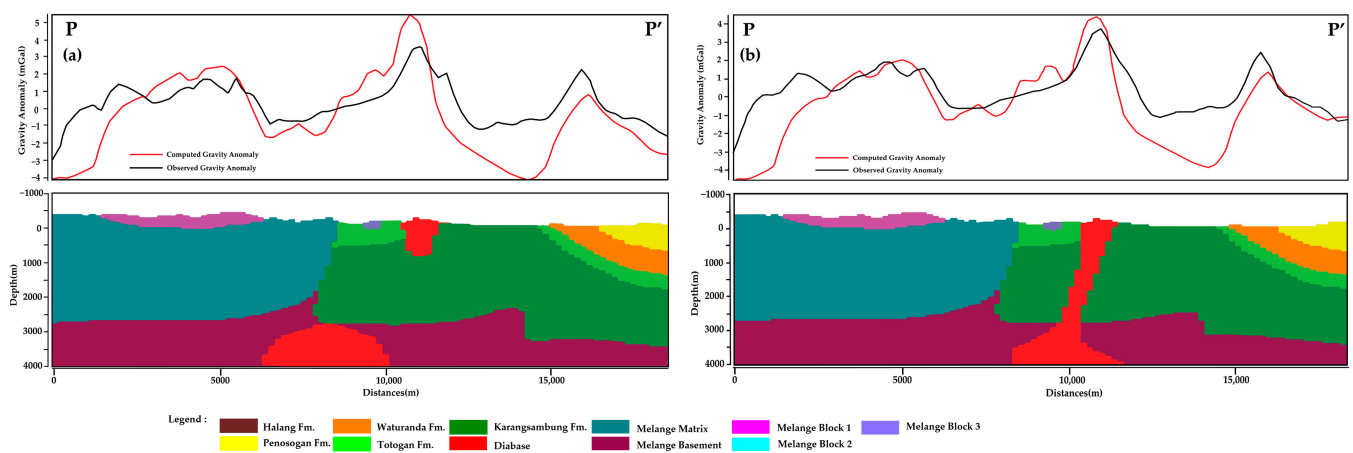 P
P′
(a)
Gravity Anomaly (mGal)
5
4
3
2
1
0
−1
−2
−3
−4
Computed Gravity Anomaly
Observed Gravity Anomaly
−1000
0
1000
2000
3000
4000
Depth(m)
0
5000
10,000
15,000
Distances(m)
P
P′
(b)
Gravity Anomaly (mGal)
4
3
2
1
0
−1
−2
−3
−4
Computed Gravity Anomaly
Observed Gravity Anomaly
−1000
0
1000
2000
3000
4000
Depth(m)
0
5000
10,000
15,000
Distances(m)
Legend :
Halang Fm.
Waturanda Fm.
Karangsambung Fm.
Melange Matrix
Melange Block 1
Melange Block 3
Penosogan Fm.
Totogan Fm.
Diabase
Melange Basement
Melange Block 2